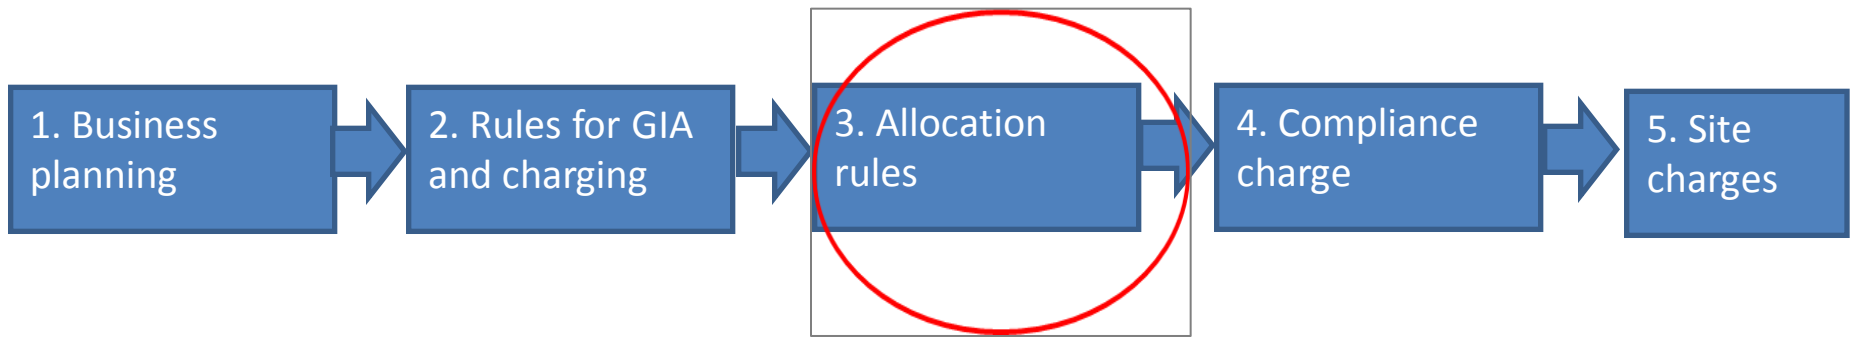 1. Business
planning
2. Rules for GIA
and charging
3. Allocation
rules
4. Compliance
charge
5. Site
charges